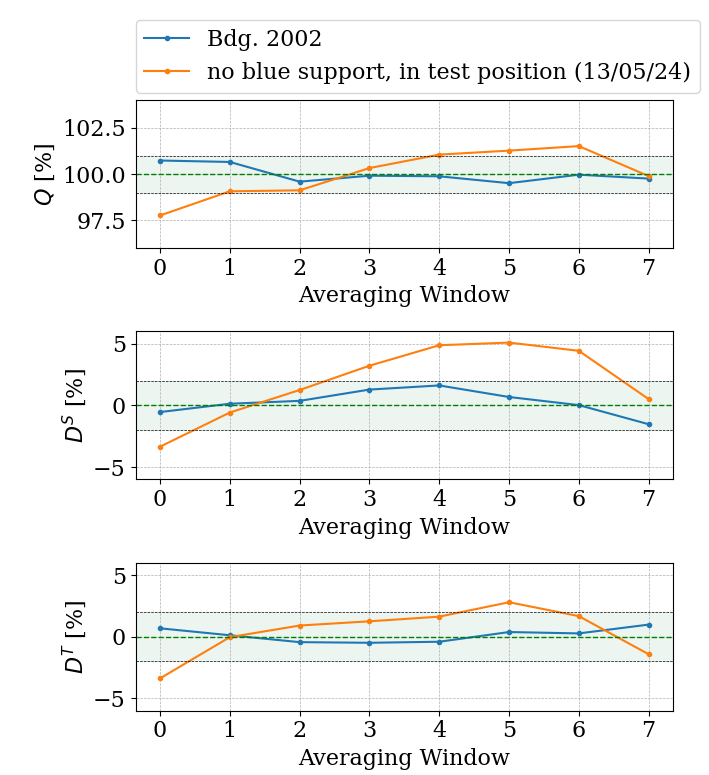 Bdg. 2002
no blue support, in test position (13/05/24)
102.5
100.0
97.5
Q [%]
0 1 2 3 4 5 6 7
Averaging Window
5
0
−5
D^S [%]
0 1 2 3 4 5 6 7
Averaging Window
5
0
−5
D^T [%]
0 1 2 3 4 5 6 7
Averaging Window